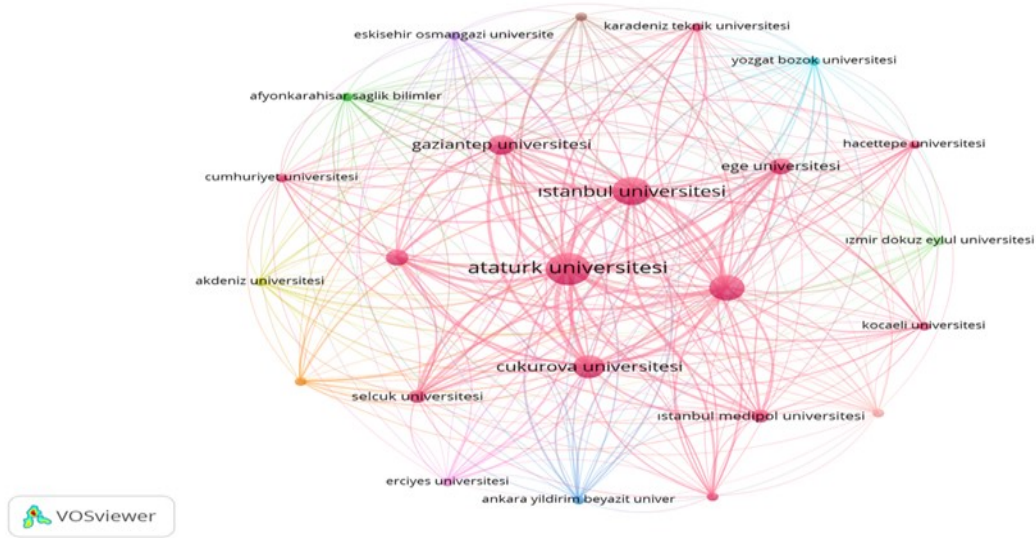 karadeniz teknik universitesi
eskisehir osmangazi universite
yozgat bozok universitesi
afyonkarahisar saglik bilimler
gaziantep universitesi
hacettepe universitesi
ege universitesi
cumhuriyet universitesi
ıstanbul universitesi
ızmir dokuz eylul universitesi
ataturk universitesi
akdeniz universitesi
kocaeli universitesi
cukurova universitesi
selcuk universitesi
ıstanbul medipol universitesi
erciyes universitesi
ankara yildirim beyazit univer
VOSviewer